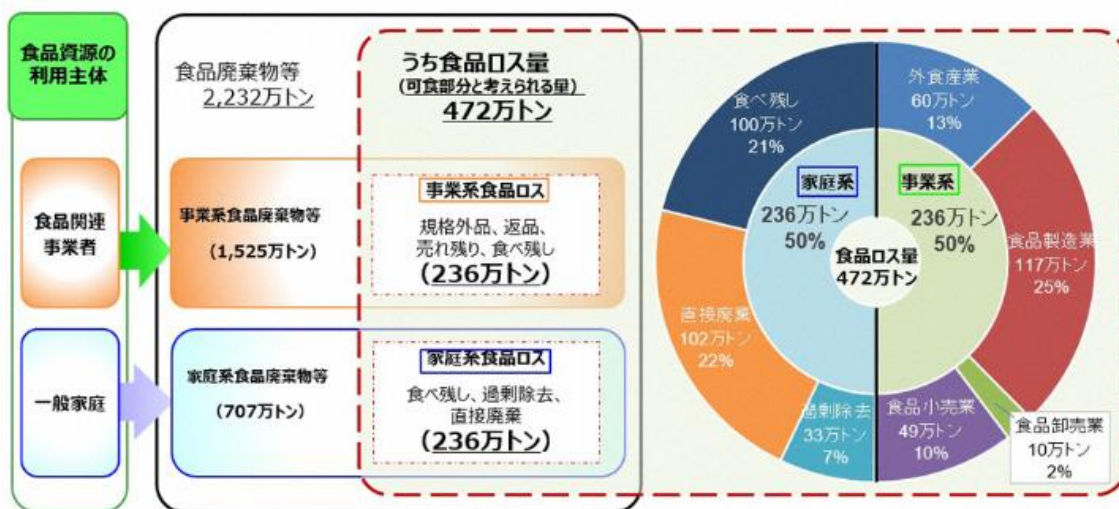 食品資源の
利用主体
食品廃棄物等
2,232万トン
うち食品ロス量
(可食部分と考えられる量)
472万トン
食品関連
事業者
事業系食品廃棄物等
(1,525万トン)
事業系食品ロス
規格外品、返品、
売れ残り、食べ残し
(236万トン)
一般家庭
家庭系食品廃棄物等
(707万トン)
家庭系食品ロス
食べ残し、過剰除去、
直接廃棄
(236万トン)
食べ残し
100万トン
21%
外食産業
60万トン
13%
家庭系
236万トン
50%
事業系
236万トン
50%
食品ロス量
472万トン
食品製造業
117万トン
25%
直接廃棄
102万トン
22%
過剰除去
33万トン
7%
食品小売業
49万トン
10%
食品卸売業
10万トン
2%